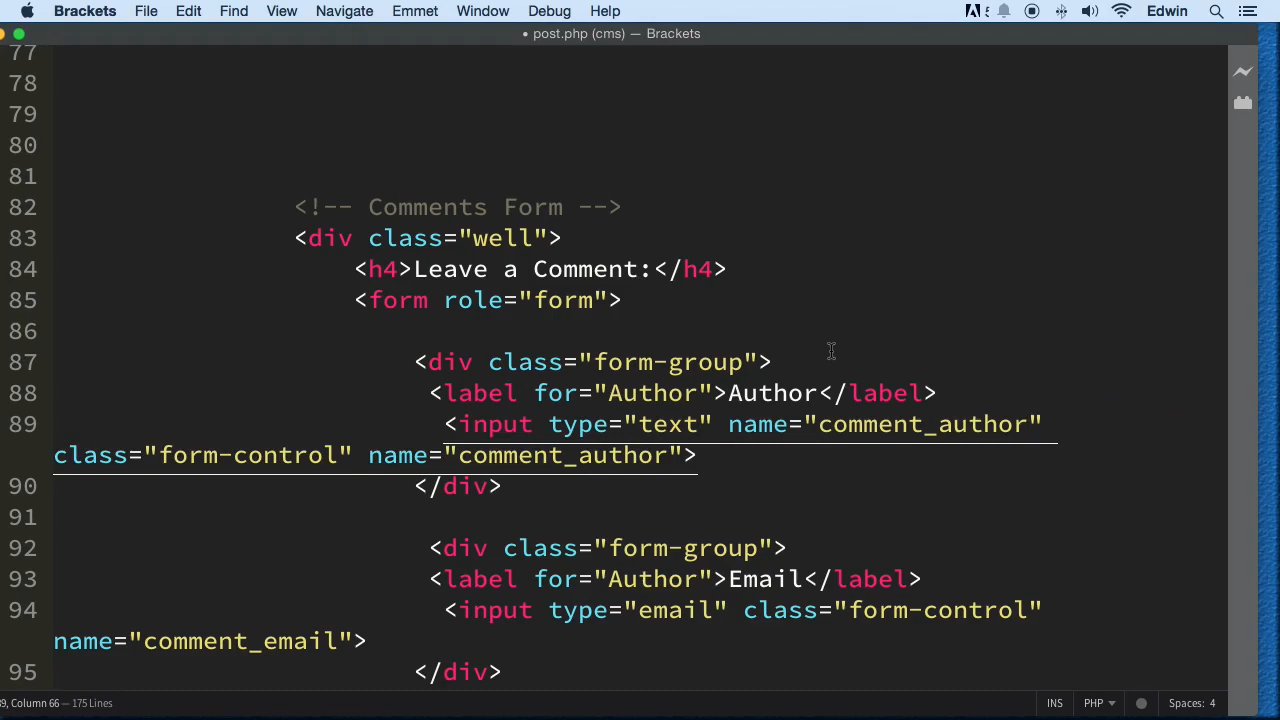 Brackets File Edit Find View Navigate Emmet Window Debug Help Edwin
post.php (cms) — Brackets
77
78
79
80
81
82 <!-- Comments Form -->
83 <div class="well">
84 <h4>Leave a Comment:</h4>
85 <form role="form">
86
87 <div class="form-group">
88 <label for="Author">Author</label>
89 <input type="text" name="comment_author"
class="form-control" name="comment_author">
90 </div>
91
92 <div class="form-group">
93 <label for="Author">Email</label>
94 <input type="email" class="form-control"
name="comment_email">
95 </div>
39, Column 66 — 175 Lines INS PHP Spaces: 4